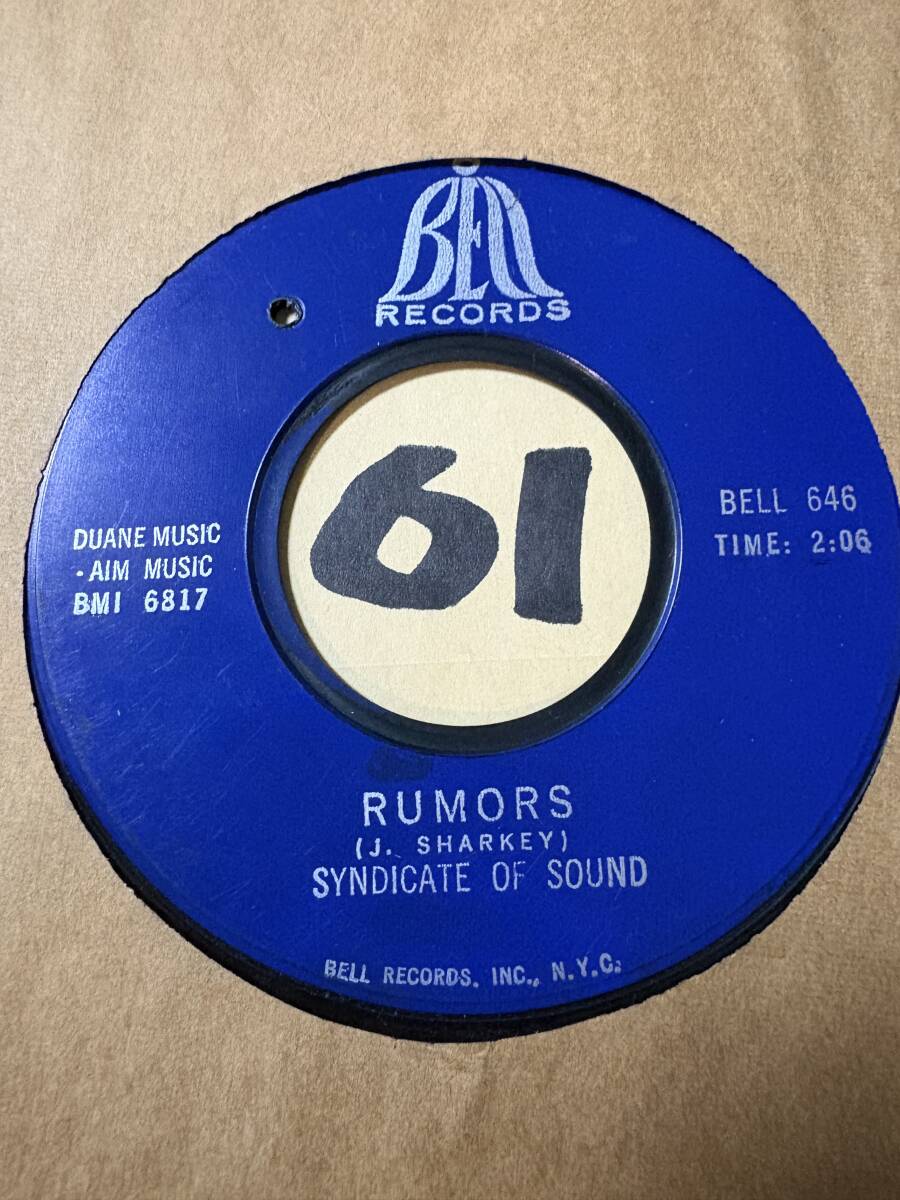 BELL
RECORDS
61
DUANE MUSIC
· AIM MUSIC
BMI 6817
BELL 646
TIME: 2:06
RUMORS
(J. SHARKEY)
SYNDICATE OF SOUND
BELL RECORDS, INC., N.Y.C.